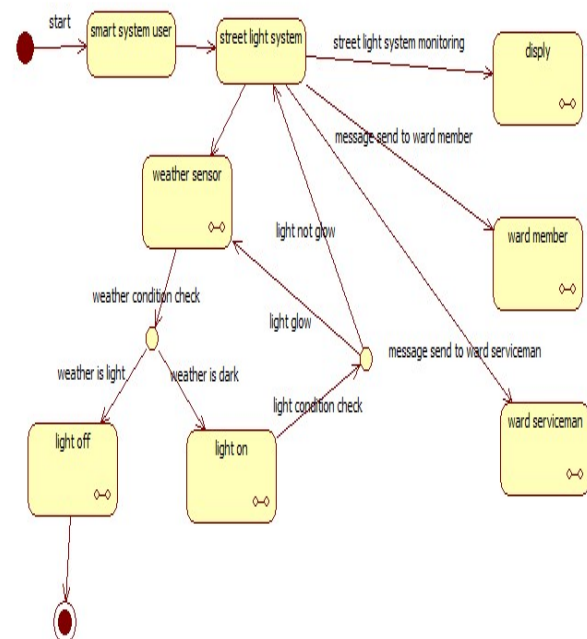 start
smart system user
street light system
street light system monitoring
disply
message send to ward member
weather sensor
ward member
light not glow
weather condition check
light glow
message send to ward serviceman
weather is light
weather is dark
light condition check
ward serviceman
light off
light on